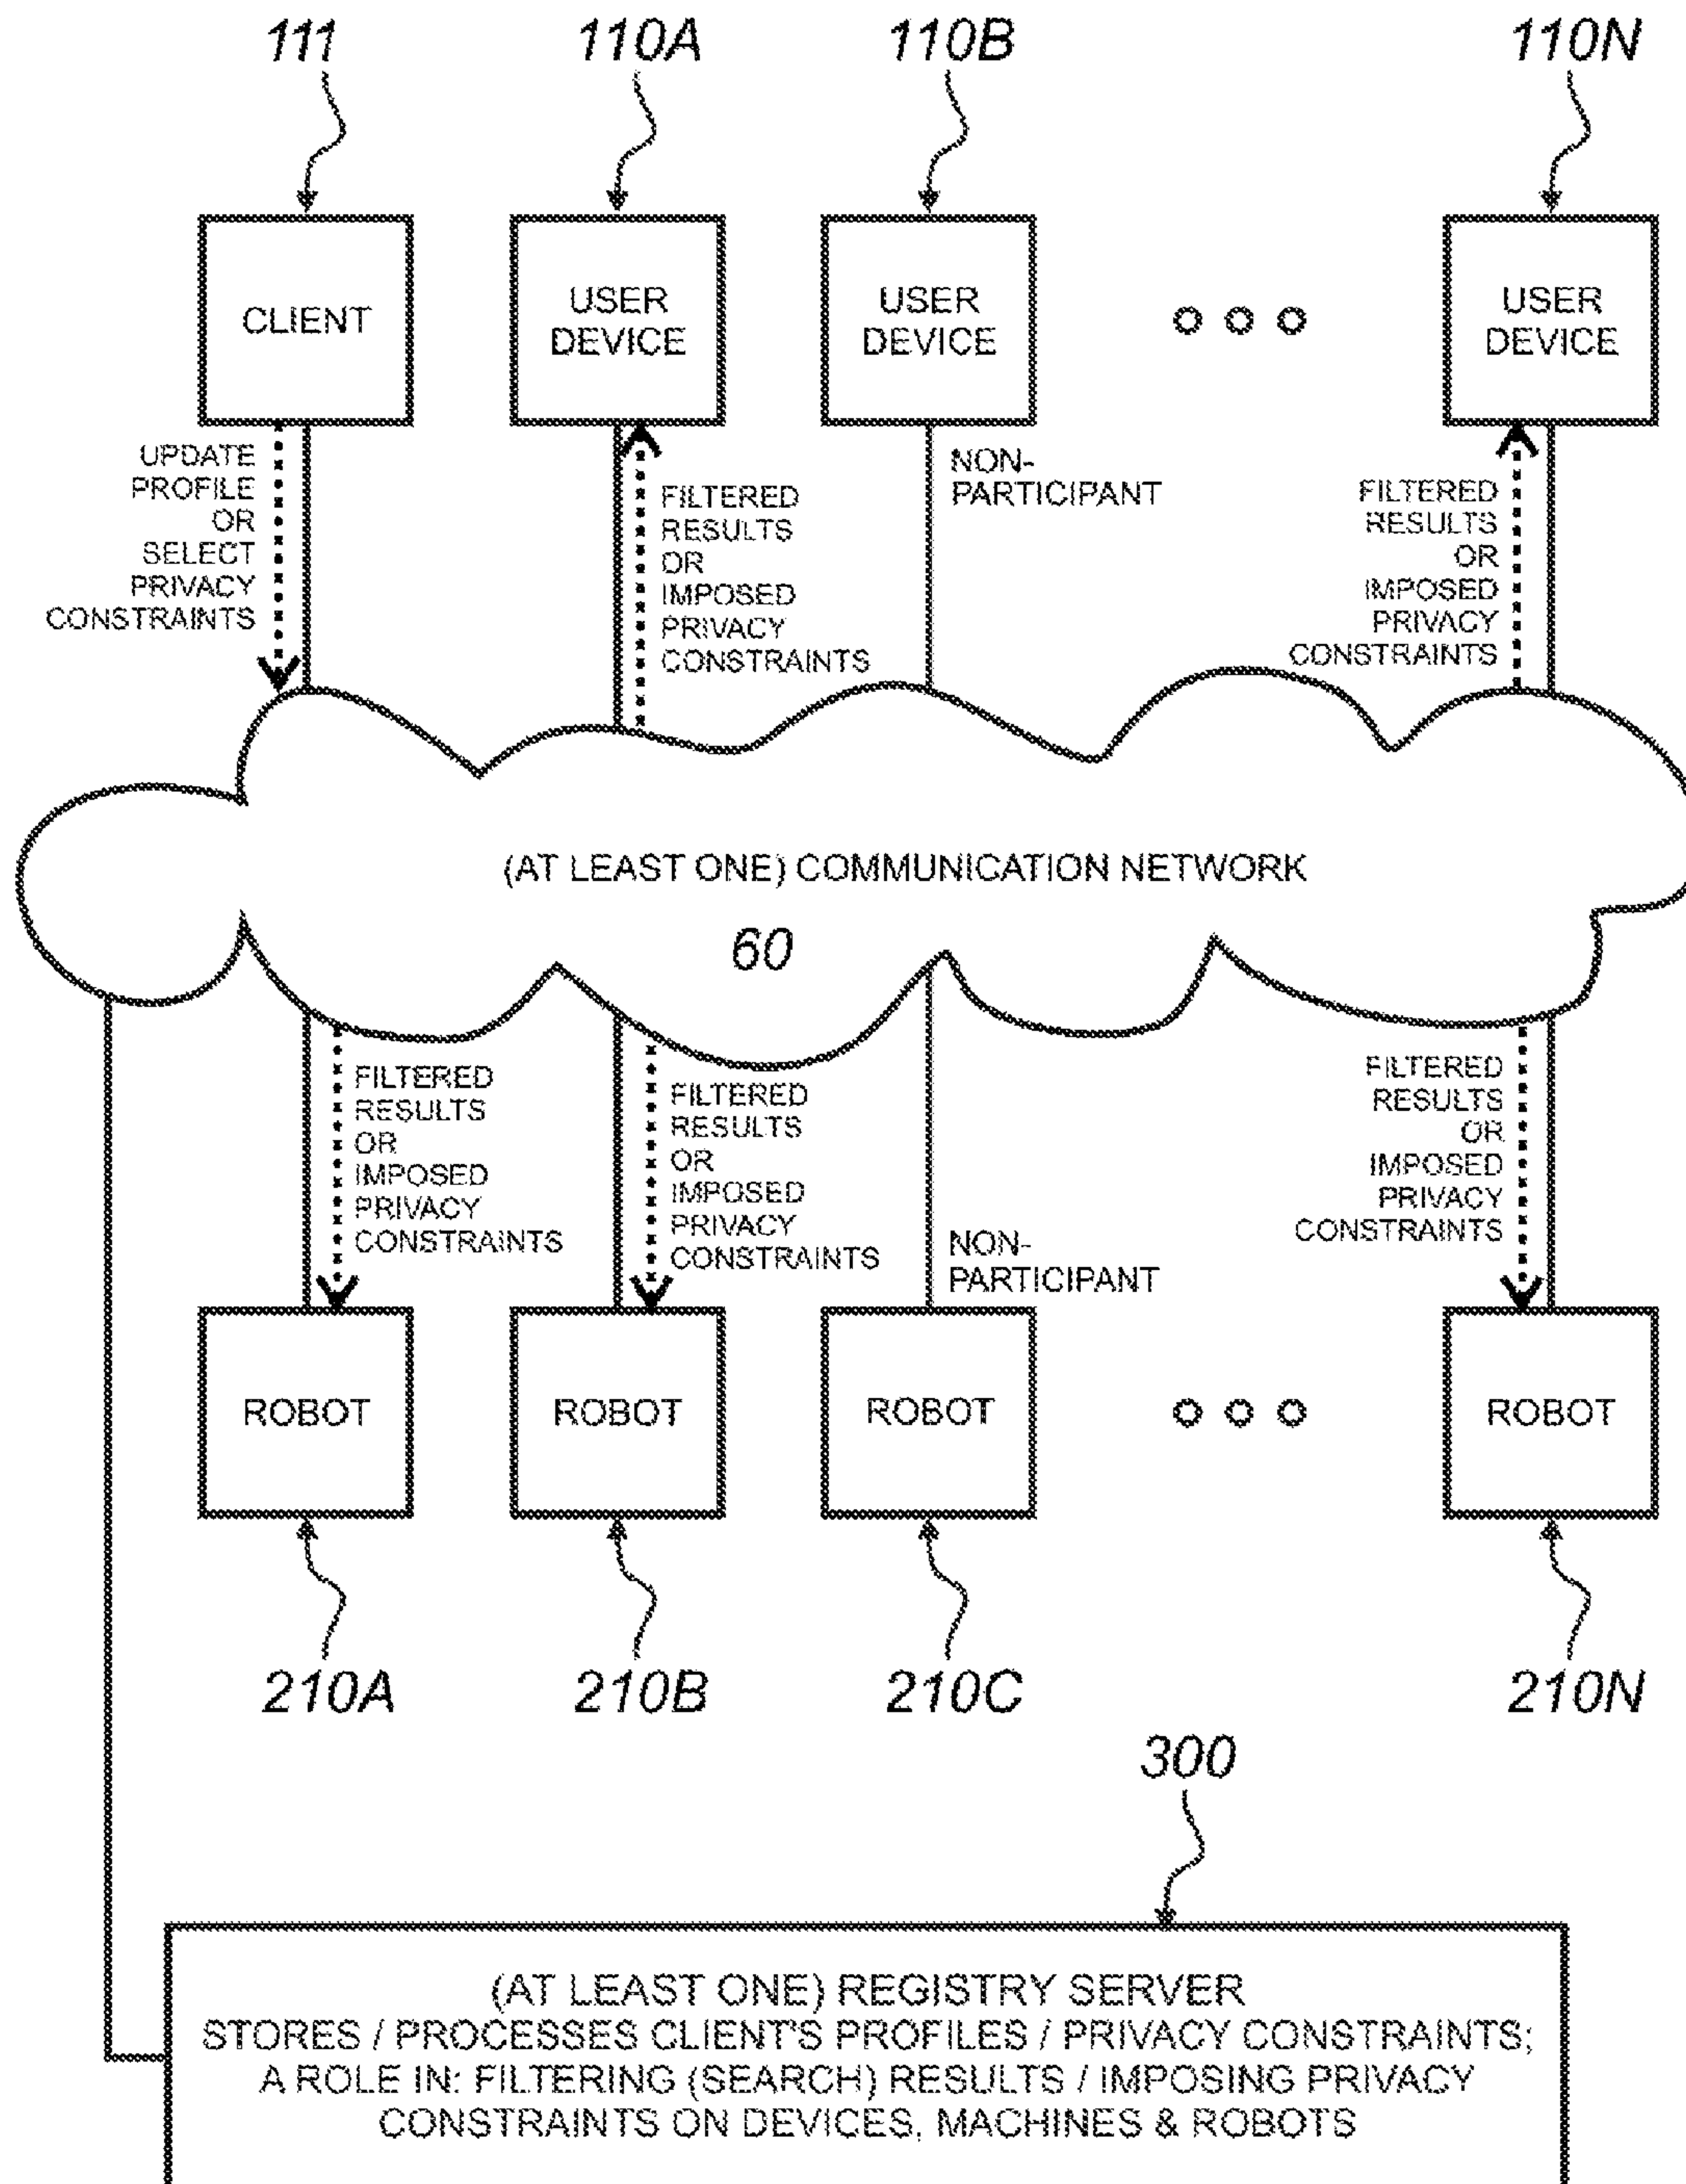 111
110A
110B
110N
CLIENT
USER
DEVICE
USER
DEVICE
USER
DEVICE
UPDATE
PROFILE
OR
SELECT
PRIVACY
CONSTRAINTS
FILTERED
RESULTS
OR
IMPOSED
PRIVACY
CONSTRAINTS
NON-
PARTICIPANT
FILTERED
RESULTS
OR
IMPOSED
PRIVACY
CONSTRAINTS
(AT LEAST ONE) COMMUNICATION NETWORK
60
FILTERED
RESULTS
OR
IMPOSED
PRIVACY
CONSTRAINTS
FILTERED
RESULTS
OR
IMPOSED
PRIVACY
CONSTRAINTS
NON-
PARTICIPANT
FILTERED
RESULTS
OR
IMPOSED
PRIVACY
CONSTRAINTS
ROBOT
ROBOT
ROBOT
ROBOT
210A
210B
210C
210N
300
(AT LEAST ONE) REGISTRY SERVER
STORES / PROCESSES CLIENT'S PROFILES / PRIVACY CONSTRAINTS;
A ROLE IN: FILTERING (SEARCH) RESULTS / IMPOSING PRIVACY
CONSTRAINTS ON DEVICES, MACHINES & ROBOTS